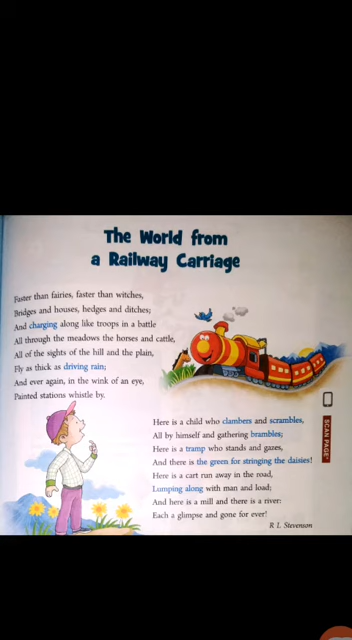 The World from
a Railway Carriage
Faster than fairies, faster than witches,
Bridges and houses, hedges and ditches;
And charging along like troops in a battle
All through the meadows the horses and cattle,
All of the sights of the hill and the plain,
Fly as thick as driving rain;
And ever again, in the wink of an eye,
Painted stations whistle by.
Here is a child who clambers and scrambles,
All by himself and gathering brambles;
Here is a tramp who stands and gazes,
And there is the green for stringing the daisies!
Here is a cart run away in the road,
Lumping along with man and load;
And here is a mill and there is a river:
Each a glimpse and gone for ever!
R L Stevenson
SCAN PAGE